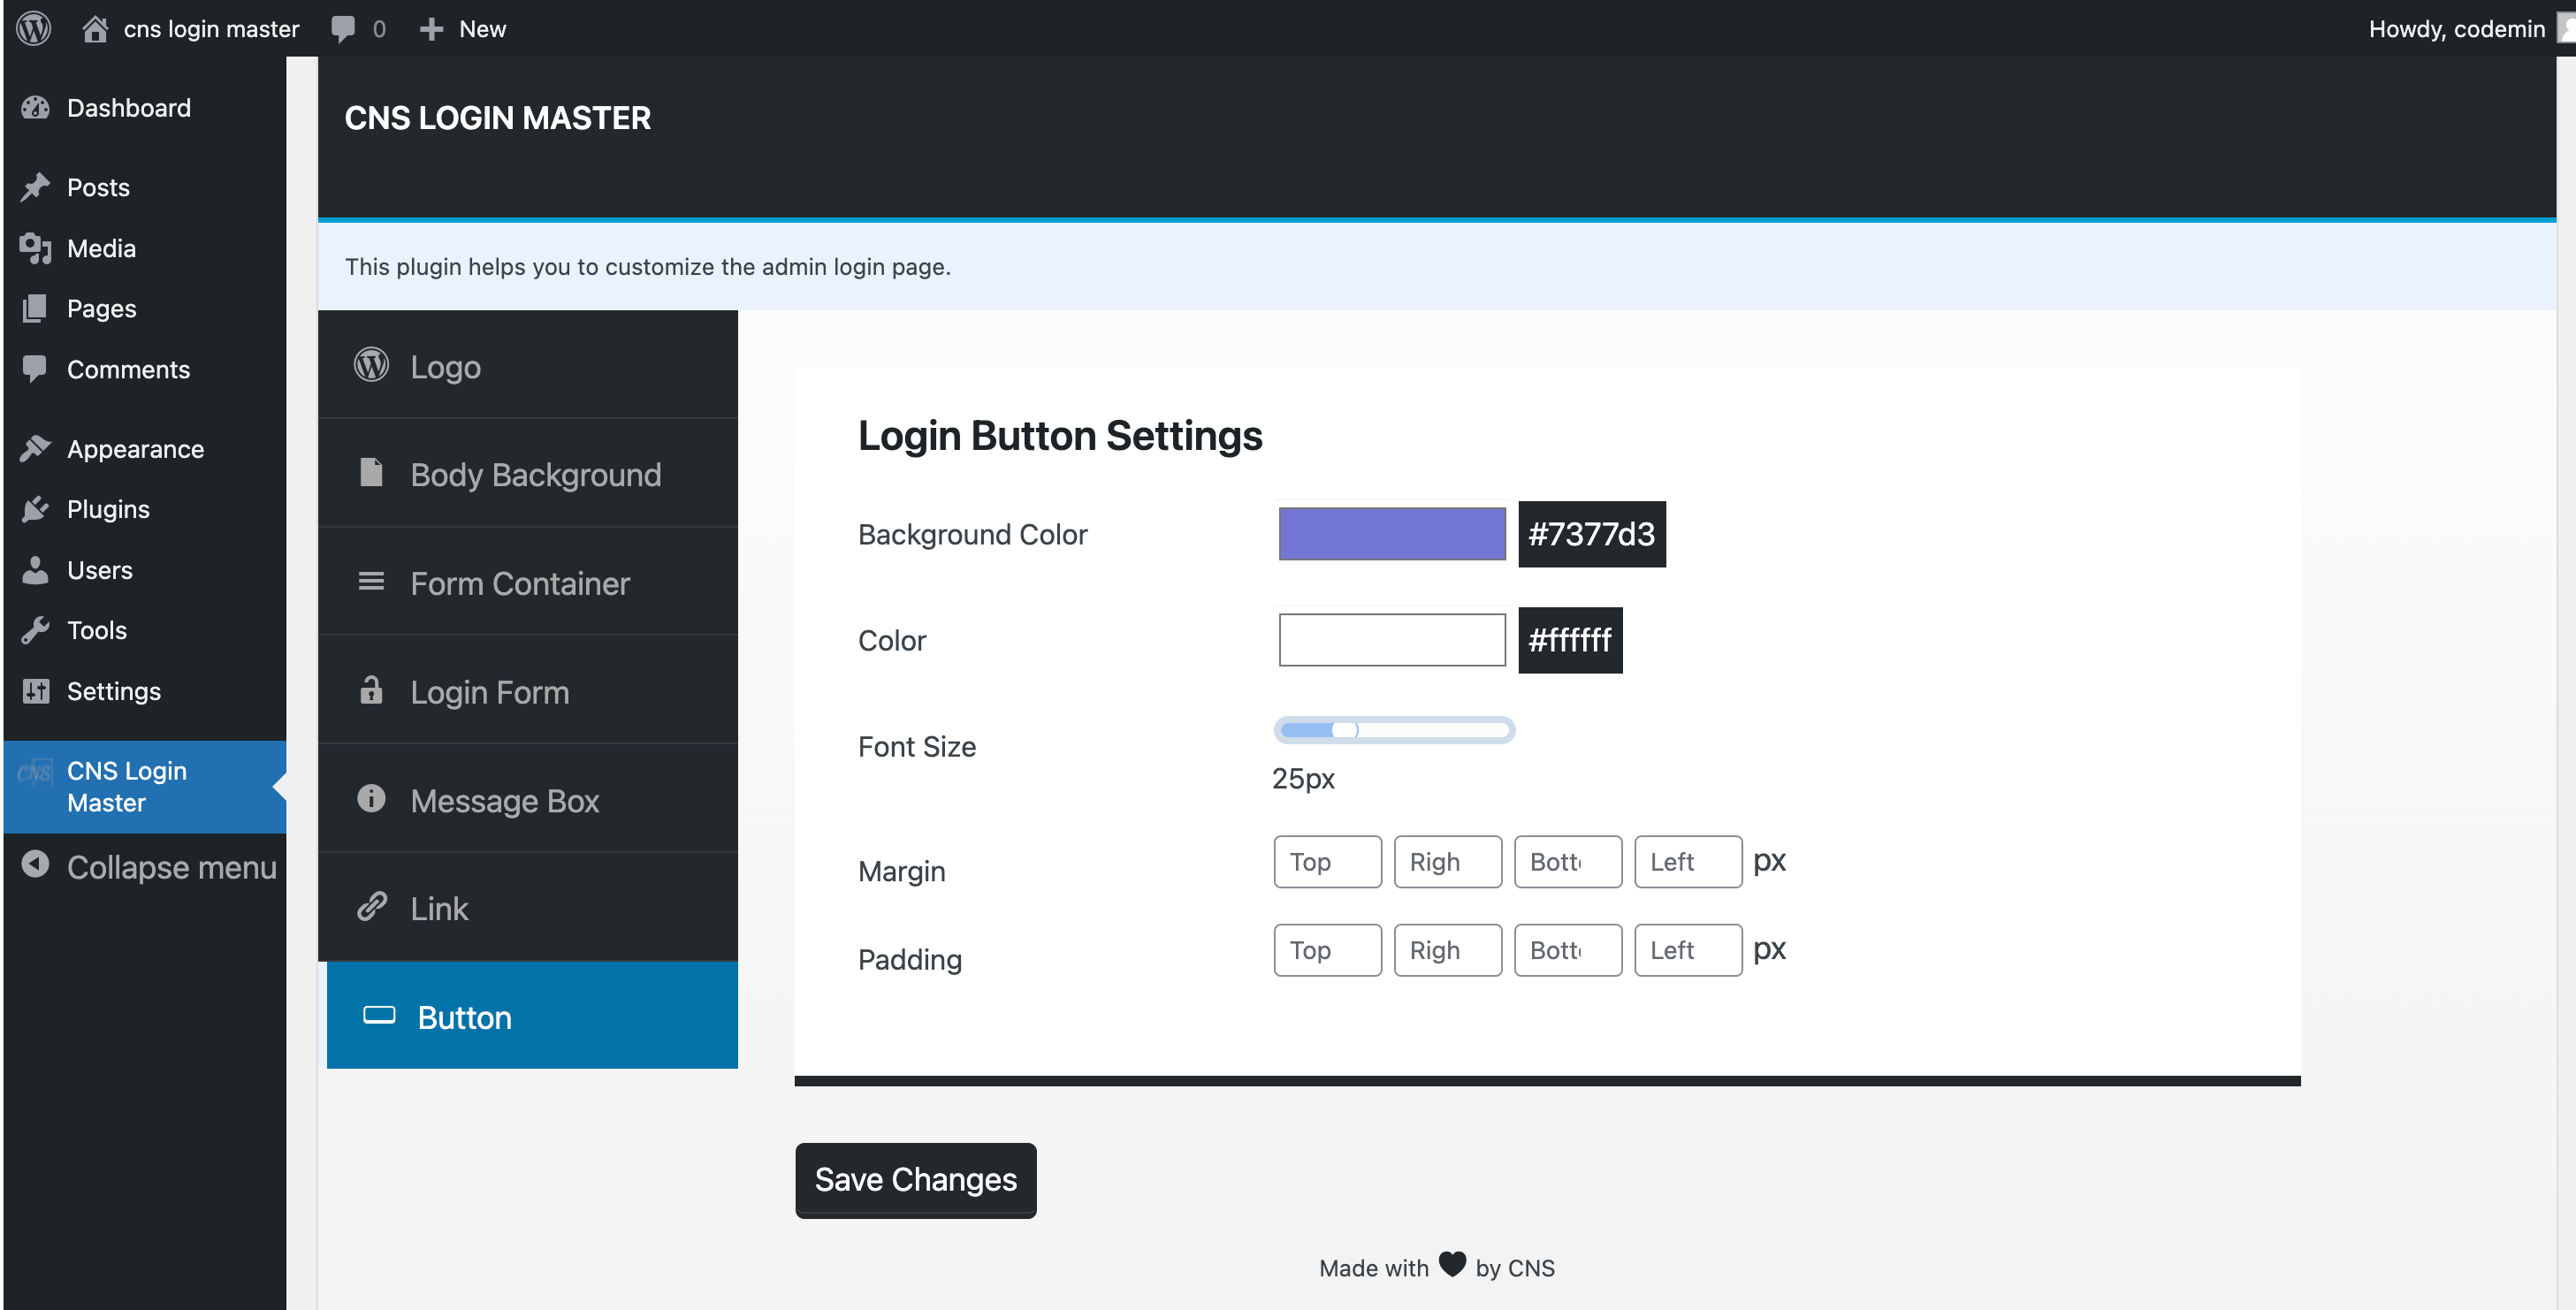 cns login master 0 New Howdy, codemin
Dashboard
Posts
Media
Pages
Comments
Appearance
Plugins
Users
Tools
Settings
CNS CNS Login
Master
Collapse menu
CNS LOGIN MASTER
This plugin helps you to customize the admin login page.
Logo
Body Background
Form Container
Login Form
Message Box
Link
Button
Login Button Settings
Background Color #7377d3
Color #ffffff
Font Size
25px
Margin Top Righ Bott Left px
Padding Top Righ Bott Left px
Save Changes
Made with by CNS